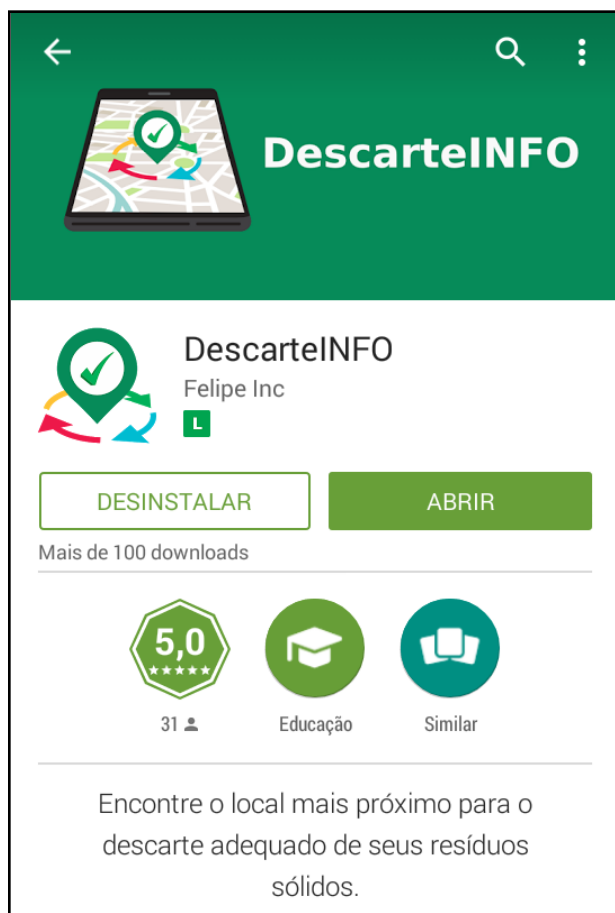 DescarteINFO
DescarteINFO
Felipe Inc
L
DESINSTALAR
ABRIR
Mais de 100 downloads
5,0
31
Educação
Similar
Encontre o local mais próximo para o
descarte adequado de seus resíduos
sólidos.